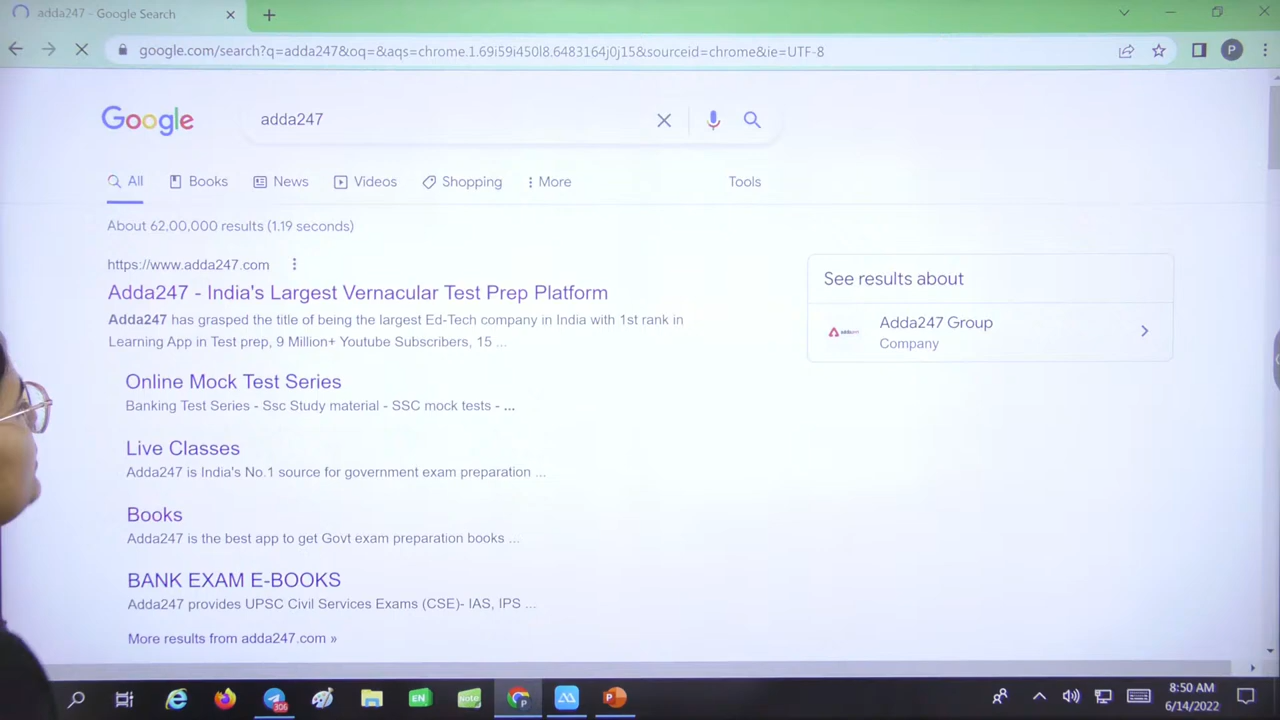 adda247 - Google Search
google.com/search?q=adda247&oq=&aqs=chrome.1.69i59i450l8.6483164j0j15&sourceid=chrome&ie=UTF-8
P
Google
adda247
All
Books
News
Videos
Shopping
More
Tools
About 62,00,000 results (1.19 seconds)
https://www.adda247.com
Adda247 - India's Largest Vernacular Test Prep Platform
Adda247 has grasped the title of being the largest Ed-Tech company in India with 1st rank in
Learning App in Test prep, 9 Million+ Youtube Subscribers, 15 ...
Online Mock Test Series
Banking Test Series - Ssc Study material - SSC mock tests - ...
Live Classes
Adda247 is India's No.1 source for government exam preparation ...
Books
Adda247 is the best app to get Govt exam preparation books ...
BANK EXAM E-BOOKS
Adda247 provides UPSC Civil Services Exams (CSE)- IAS, IPS ...
More results from adda247.com »
See results about
adda247
Adda247 Group
Company
306
EN
Note
P
P
8:50 AM
6/14/2022